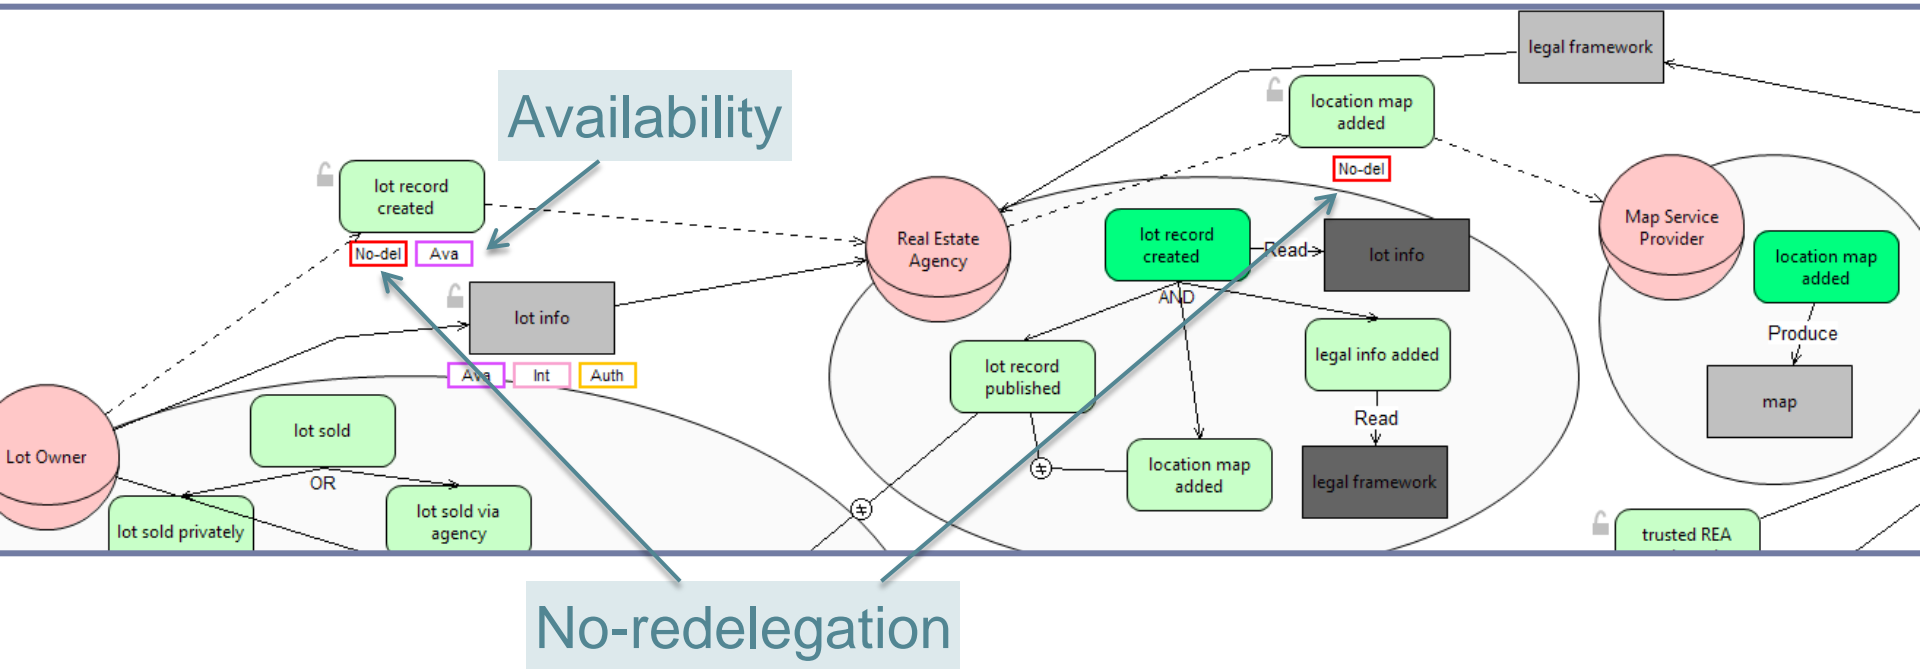 legal framework
Availability
location map
added
No-del
lot record
created
No-del
Ava
Real Estate
Agency
lot record
created
Read
lot info
Map Service
Provider
location map
added
AND
lot info
Produce
legal info added
lot record
published
Ava
Int
Auth
map
Read
lot sold
Lot Owner
OR
location map
added
legal framework
lot sold privately
lot sold via
agency
trusted REA
No-redelegation